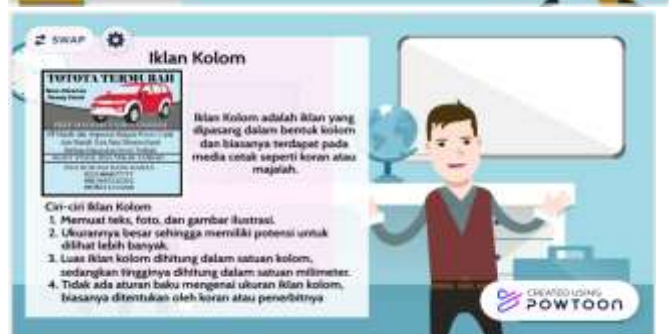 SWAP
Iklan Kolom
TOTOTA TERMURAH
Iklan Kolom adalah iklan yang
dipasang dalam bentuk kolom
dan biasanya terdapat pada
media cetak seperti koran atau
majalah.
Ciri-ciri Iklan Kolom
1. Memuat teks, foto, dan gambar ilustrasi.
2. Ukurannya besar sehingga memiliki potensi untuk
dilihat lebih banyak.
3. Luas iklan kolom dihitung dalam satuan kolom,
sedangkan tingginya dihitung dalam satuan milimeter.
4. Tidak ada aturan baku mengenai ukuran iklan kolom,
biasanya ditentukan oleh koran atau penerbitnya
CREATED USING
POWTOON